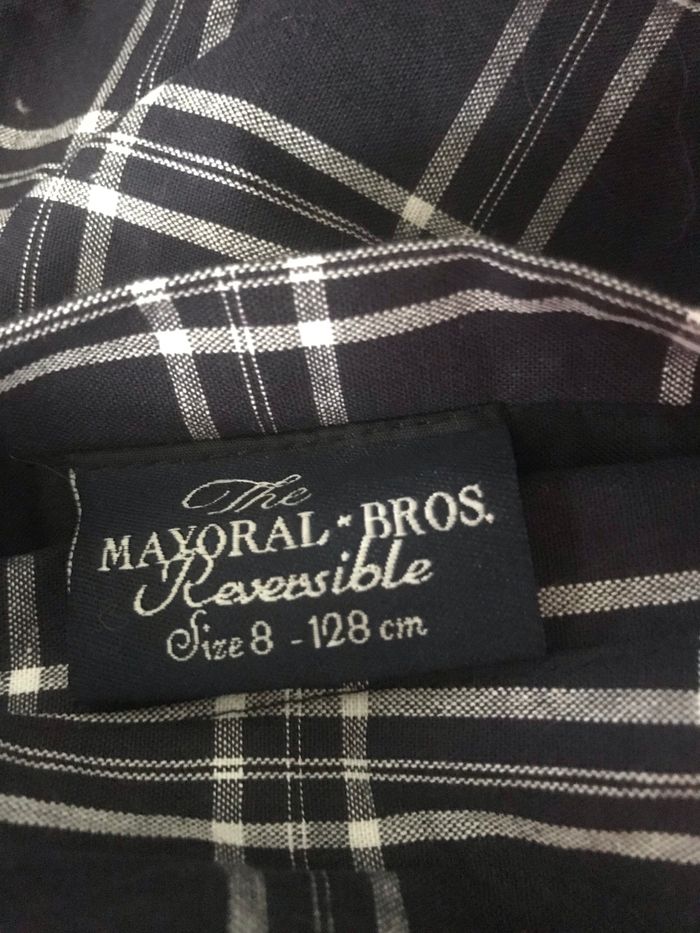 The
MAYORAL * BROS.
Reversible
Size 8 - 128 cm